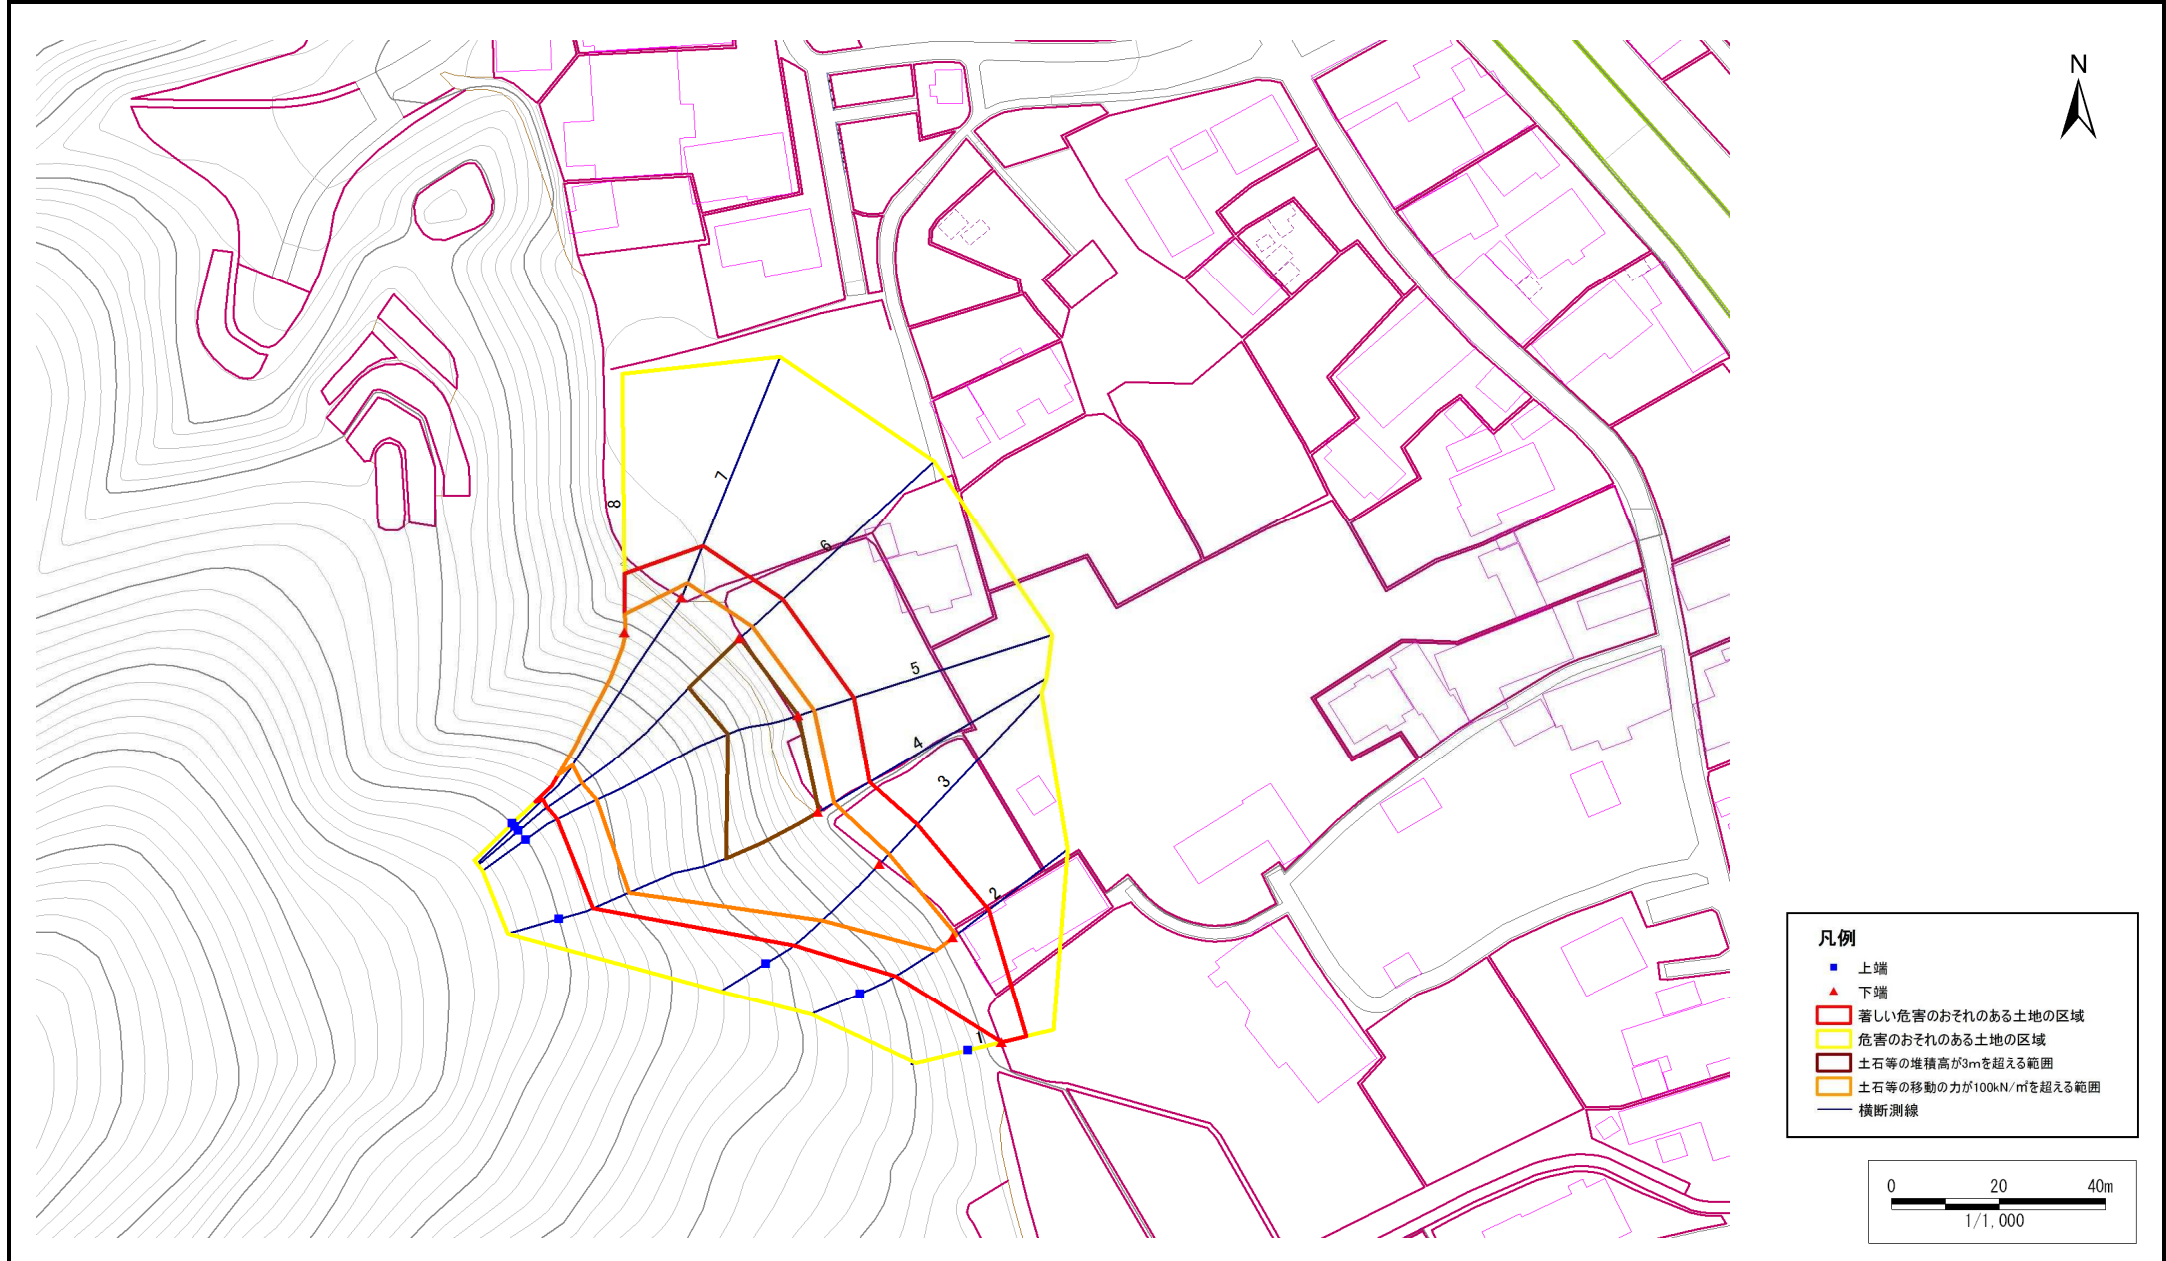 N
7
8
6
5
4
3
2
1
凡例
上端
下端
著しい危害のおそれのある土地の区域
危害のおそれのある土地の区域
土石等の堆積高が3mを超える範囲
土石等の移動の力が100kN/㎡を超える範囲
横断測線
0 20 40m
1/1,000